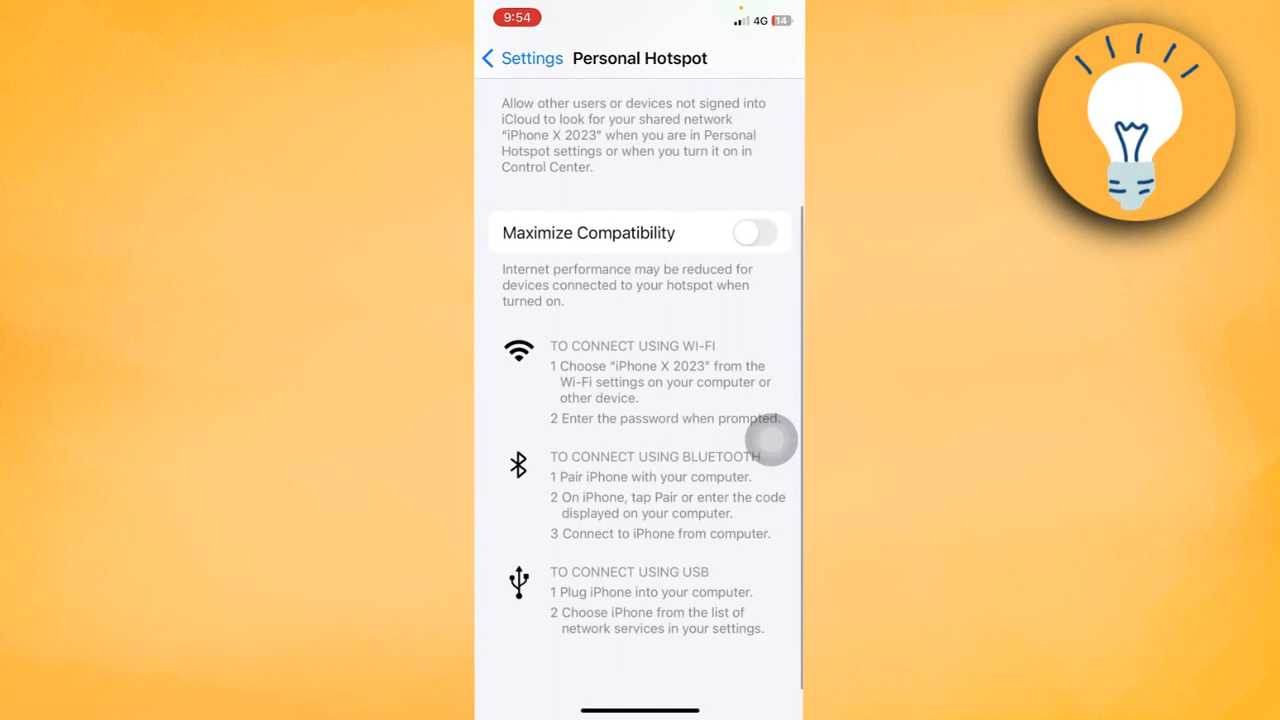 9:54
4G 14
Settings Personal Hotspot
Allow other users or devices not signed into
iCloud to look for your shared network
“iPhone X 2023” when you are in Personal
Hotspot settings or when you turn it on in
Control Center.
Maximize Compatibility
Internet performance may be reduced for
devices connected to your hotspot when
turned on.
TO CONNECT USING WI-FI
1 Choose “iPhone X 2023” from the
Wi-Fi settings on your computer or
other device.
2 Enter the password when prompted.
TO CONNECT USING BLUETOOTH
1 Pair iPhone with your computer.
2 On iPhone, tap Pair or enter the code
displayed on your computer.
3 Connect to iPhone from computer.
TO CONNECT USING USB
1 Plug iPhone into your computer.
2 Choose iPhone from the list of
network services in your settings.